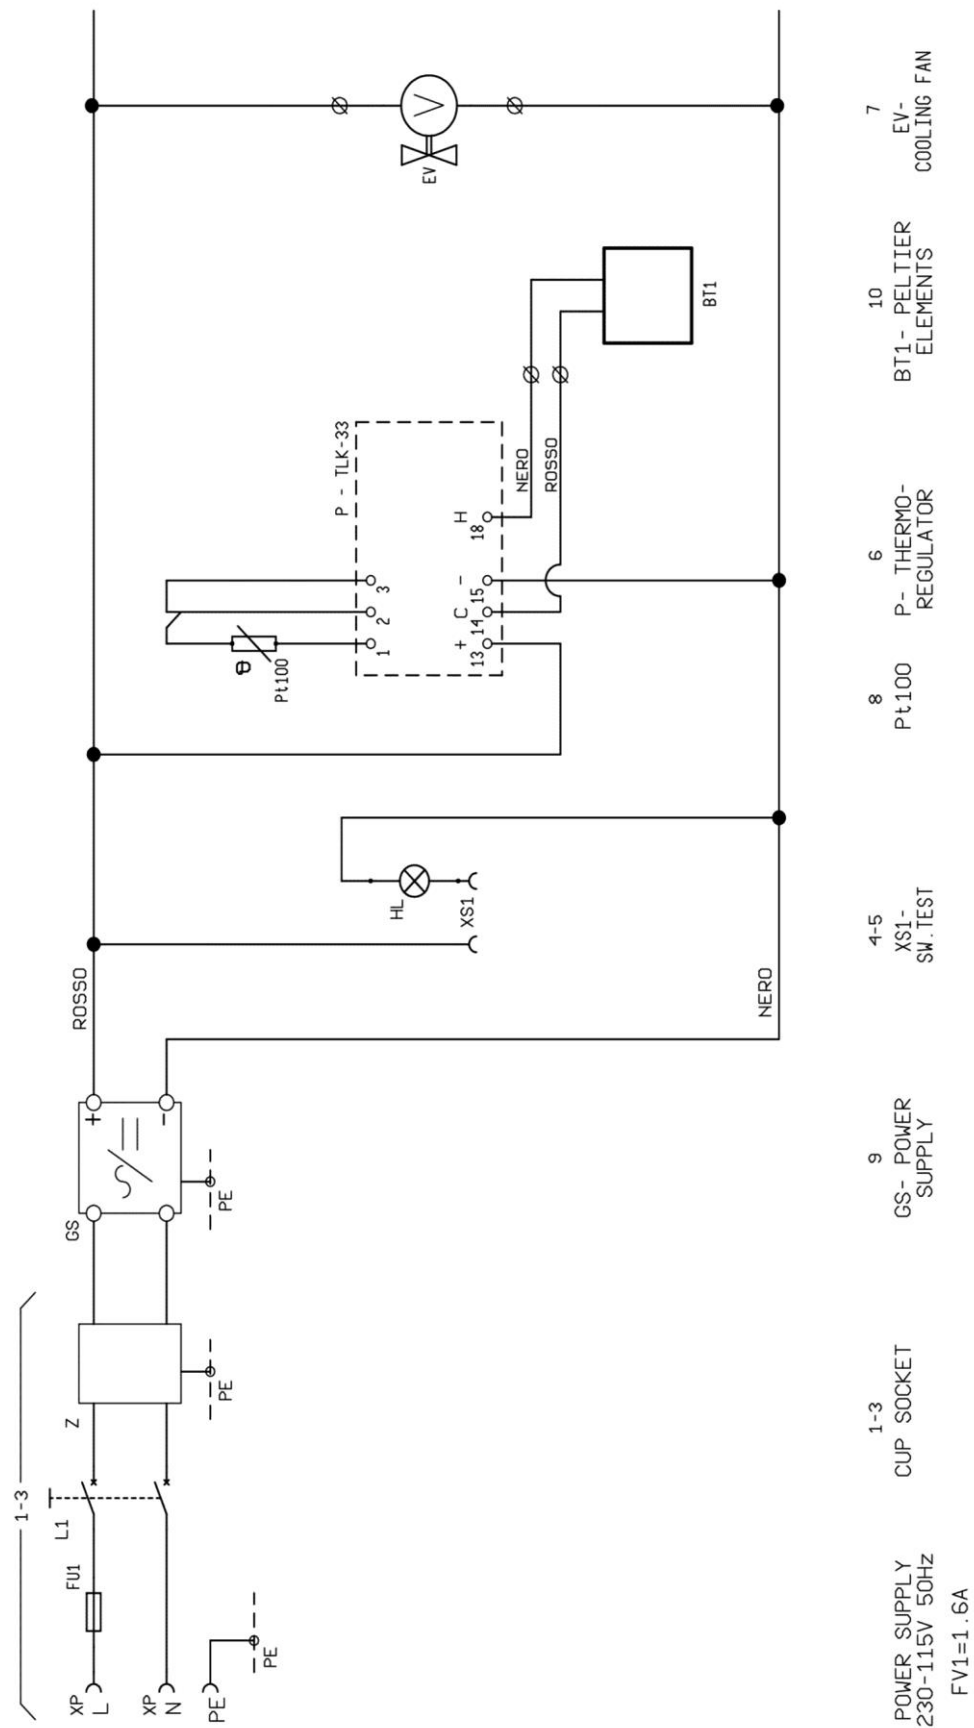 1-3
XP
L
FU1
L1
Z
GS
+
-
ROSSO
XP
N
PE
PE
PE
PE
NERO
HL
XS1
Pt100
1
2
3
P - TLK-33
+
C
-
H
13
14
15
18
NERO
ROSSO
BT1
V
EV
POWER SUPPLY
230-115V 50Hz
FV1=1.6A
1-3
CUP SOCKET
9
GS- POWER
SUPPLY
4-5
XS1-
SW.TEST
8
Pt100
6
P- THERMO-
REGULATOR
10
BT1- PELTIER
ELEMENTS
7
EV-
COOLING FAN